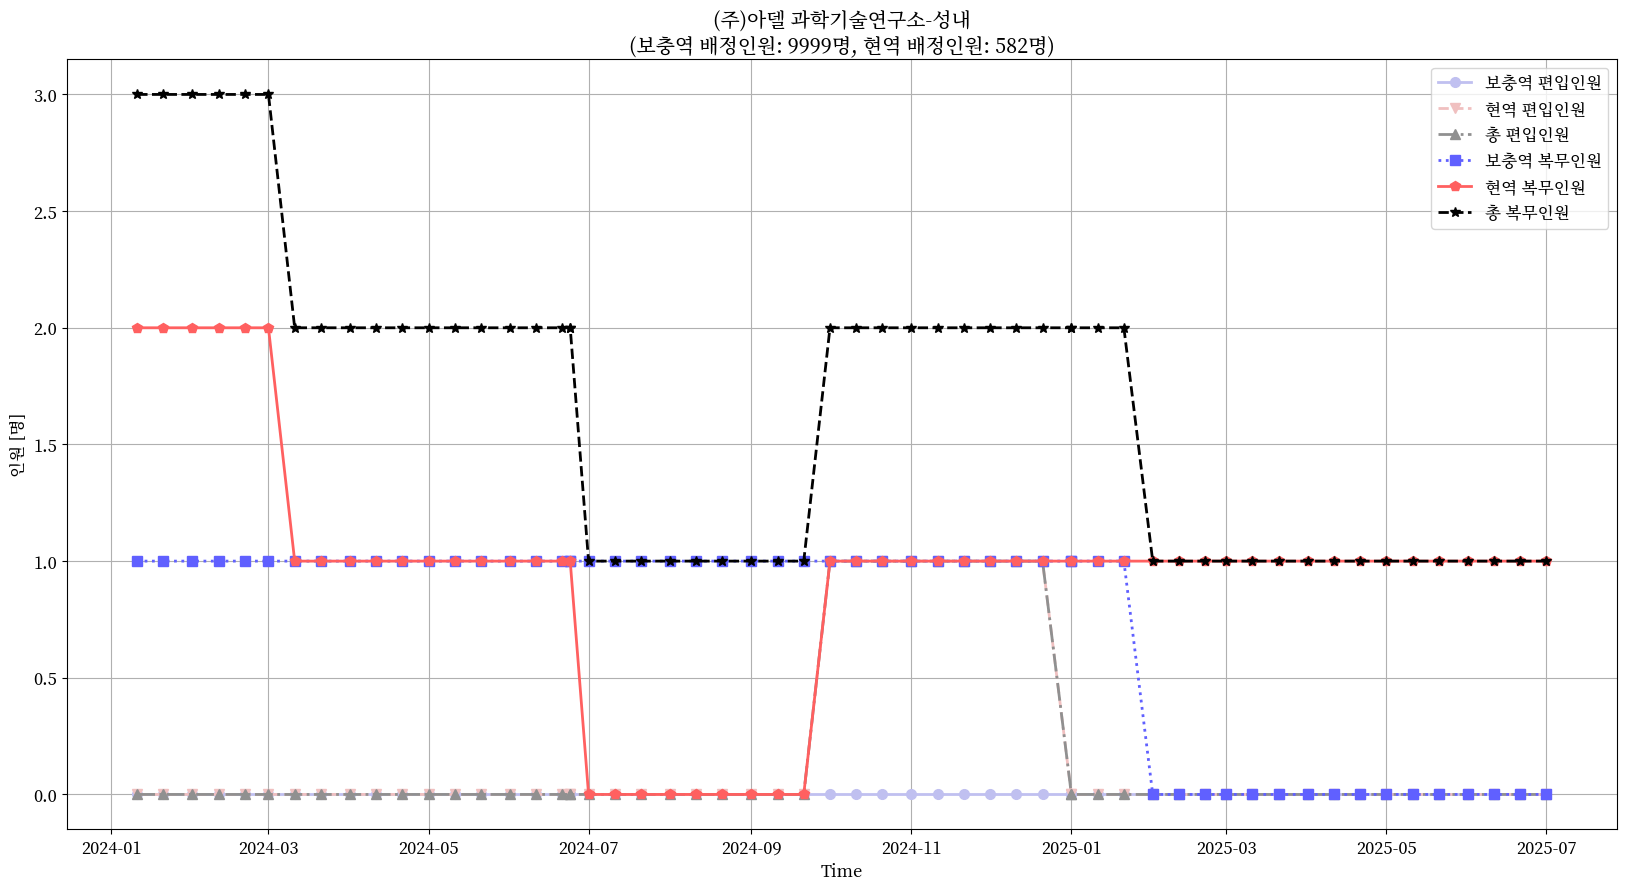 (주)아델 과학기술연구소-성내
(보충역 배정인원: 9999명, 현역 배정인원: 582명)
보충역 편입인원
현역 편입인원
총 편입인원
보충역 복무인원
현역 복무인원
총 복무인원
인원 [명]
3.0
2.5
2.0
1.5
1.0
0.5
0.0
2024-01
2024-03
2024-05
2024-07
2024-09
2024-11
2025-01
2025-03
2025-05
2025-07
Time